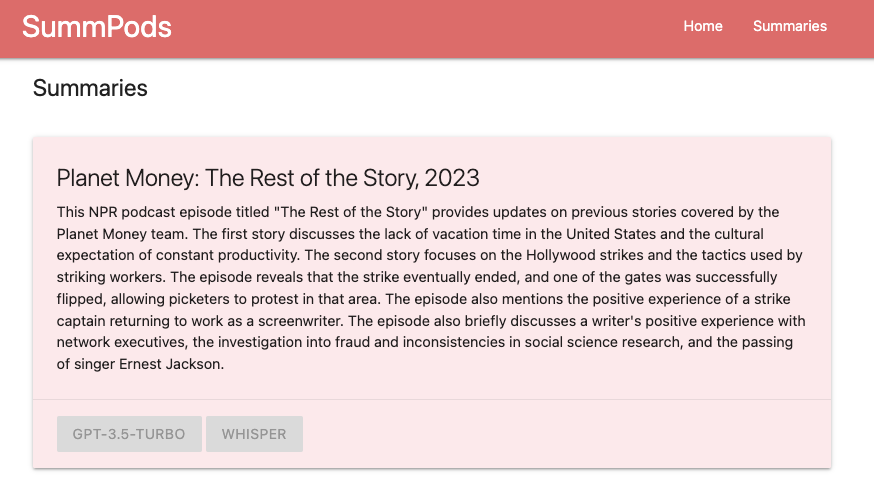 SummPods
Home
Summaries
Summaries
Planet Money: The Rest of the Story, 2023
This NPR podcast episode titled "The Rest of the Story" provides updates on previous stories covered by the
Planet Money team. The first story discusses the lack of vacation time in the United States and the cultural
expectation of constant productivity. The second story focuses on the Hollywood strikes and the tactics used by
striking workers. The episode reveals that the strike eventually ended, and one of the gates was successfully
flipped, allowing picketers to protest in that area. The episode also mentions the positive experience of a strike
captain returning to work as a screenwriter. The episode also briefly discusses a writer's positive experience with
network executives, the investigation into fraud and inconsistencies in social science research, and the passing
of singer Ernest Jackson.
GPT-3.5-TURBO
WHISPER